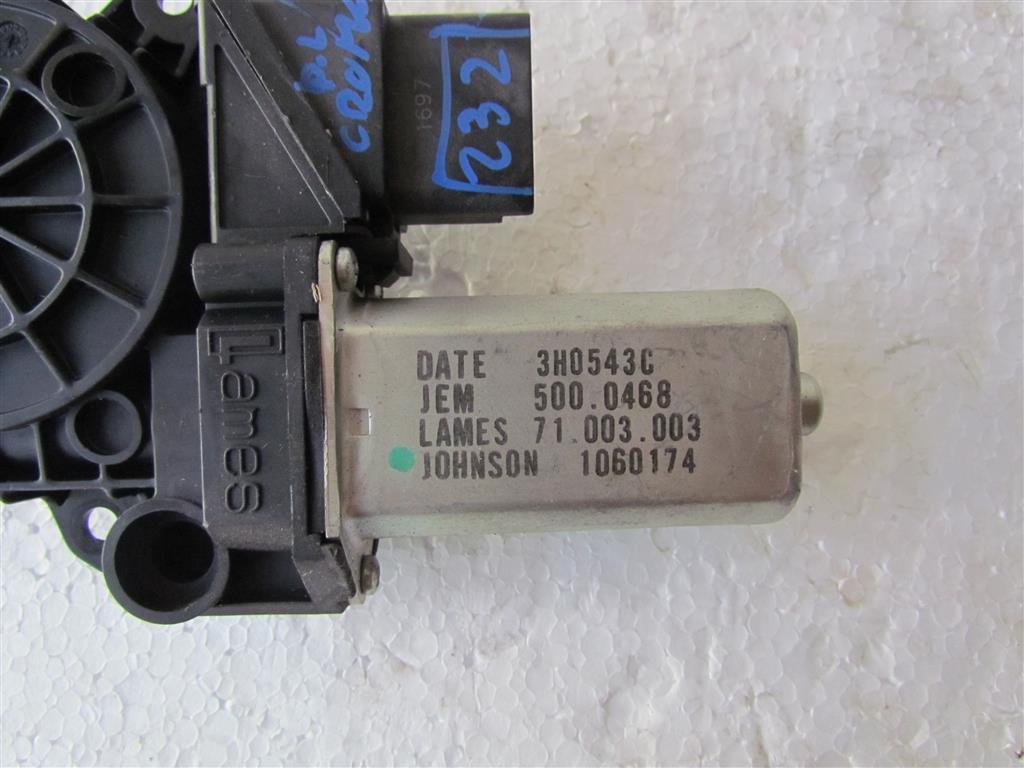 p.L
1697
232
Lames
DATE 3H0543C
JEM 500.0468
LAMES 71.003.003
JOHNSON 1060174